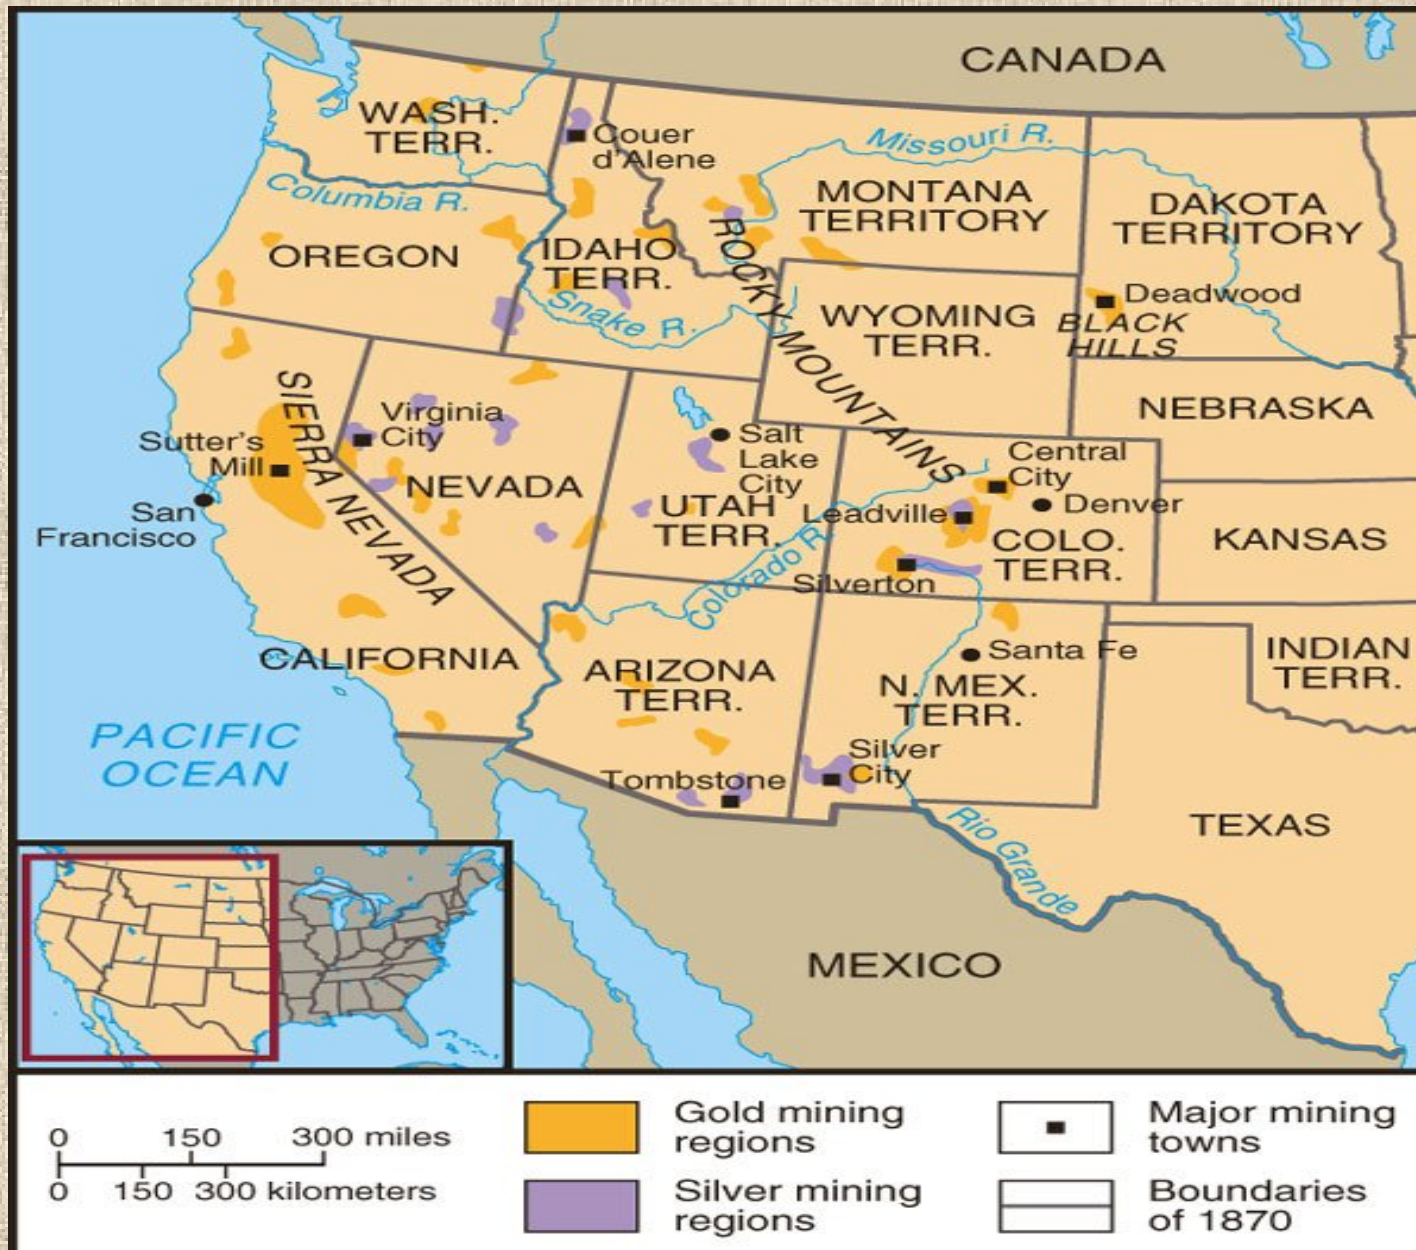 CANADA
WASH.
TERR.
Couer
d'Alene
Missouri R.
Columbia R.
MONTANA
TERRITORY
DAKOTA
TERRITORY
OREGON
IDAHO
TERR.
ROCKY MOUNTAINS
Snake R.
Deadwood
BLACK
HILLS
WYOMING
TERR.
NEBRASKA
SIERRA NEVADA
Virginia
City
Sutter's
Mill
Salt
Lake
City
Central
City
NEVADA
San
Francisco
UTAH
TERR.
Leadville
Denver
COLO.
TERR.
KANSAS
Colorado R.
Silverton
CALIFORNIA
ARIZONA
TERR.
Santa Fe
N. MEX.
TERR.
INDIAN
TERR.
PACIFIC
OCEAN
Tombstone
Silver
City
TEXAS
Rio Grande
MEXICO
0 150 300 miles
0 150 300 kilometers
Gold mining
regions
Silver mining
regions
Major mining
towns
Boundaries
of 1870